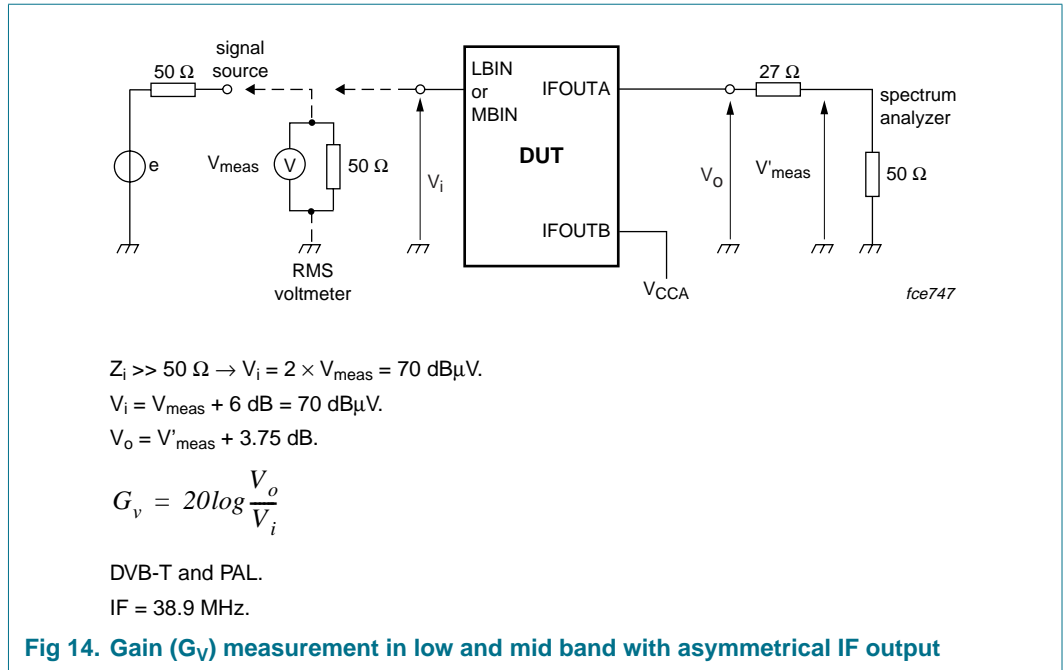 signal
source
50 Ω
e
Vmeas
V
50 Ω
RMS
voltmeter
Vi
LBIN
or
MBIN
IFOUTA
DUT
IFOUTB
VCCA
27 Ω
Vo
V'meas
spectrum
analyzer
50 Ω
fce747
Zi >> 50 Ω → Vi = 2 × Vmeas = 70 dBμV.
Vi = Vmeas + 6 dB = 70 dBμV.
Vo = V’meas + 3.75 dB.
Gv = 20log Vo/Vi
DVB-T and PAL.
IF = 38.9 MHz.
Fig 14. Gain (GV) measurement in low and mid band with asymmetrical IF output